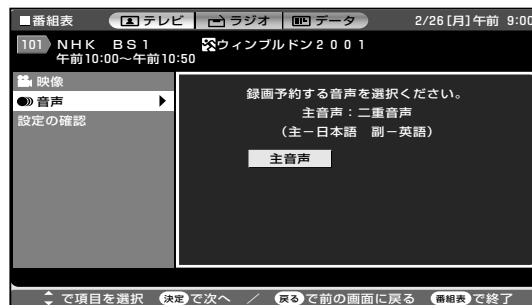 ■番組表 テレビ ラジオ データ 2/26[月]午前 9:00
101 NHK BS1 ウィンブルドン2001
午前10:00〜午前10:50
映像
音声 ▶
設定の確認
録画予約する音声を選択ください。
主音声：二重音声
（主－日本語 副－英語）
主音声
で項目を選択 決定で次へ ／ 戻るで前の画面に戻る 番組表で終了